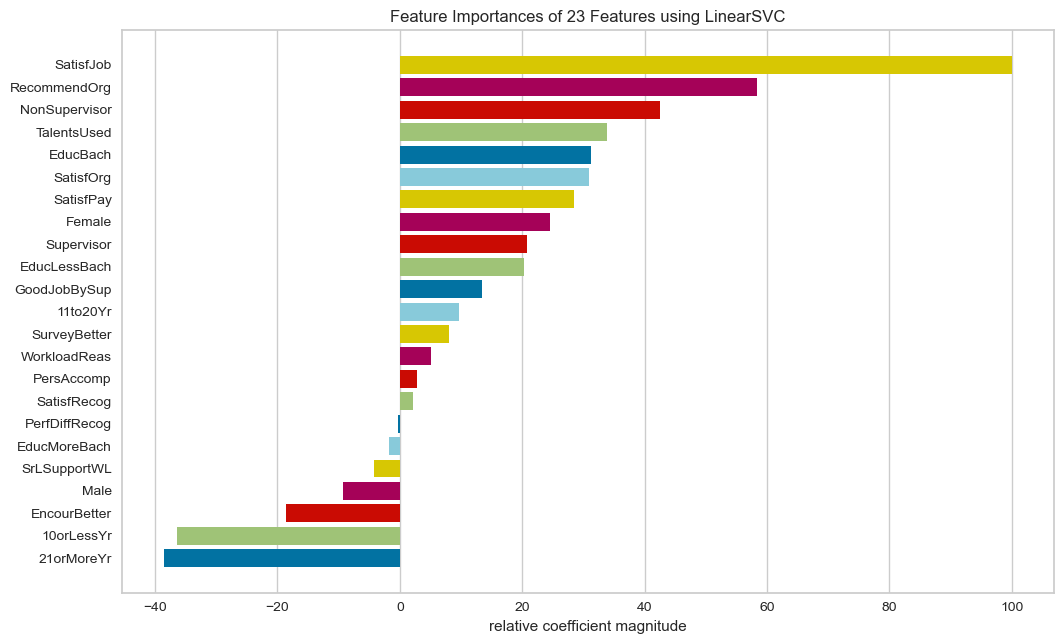 Feature Importances of 23 Features using LinearSVC
SatisfJob
RecommendOrg
NonSupervisor
TalentsUsed
EducBach
SatisfOrg
SatisfPay
Female
Supervisor
EducLessBach
GoodJobBySup
11to20Yr
SurveyBetter
WorkloadReas
PersAccomp
SatisfRecog
PerfDiffRecog
EducMoreBach
SrLSupportWL
Male
EncourBetter
10orLessYr
21orMoreYr
−40 −20 0 20 40 60 80 100
relative coefficient magnitude